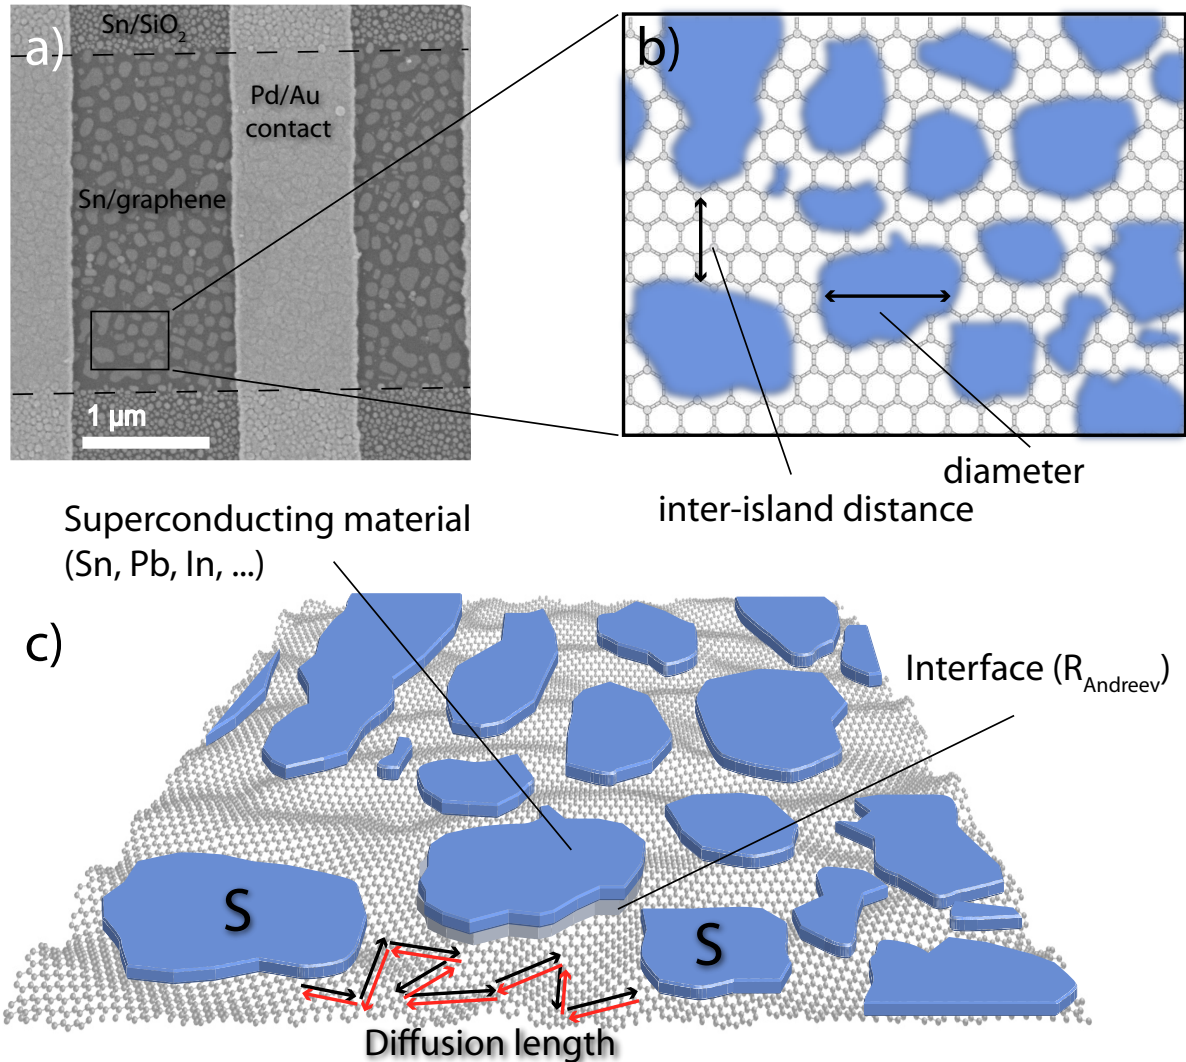 a)
Sn/SiO₂
Pd/Au
contact
Sn/graphene
1 μm
b)
diameter
inter-island distance
Superconducting material
(Sn, Pb, In, ...)
c)
Interface (R_Andreev)
S
S
Diffusion length